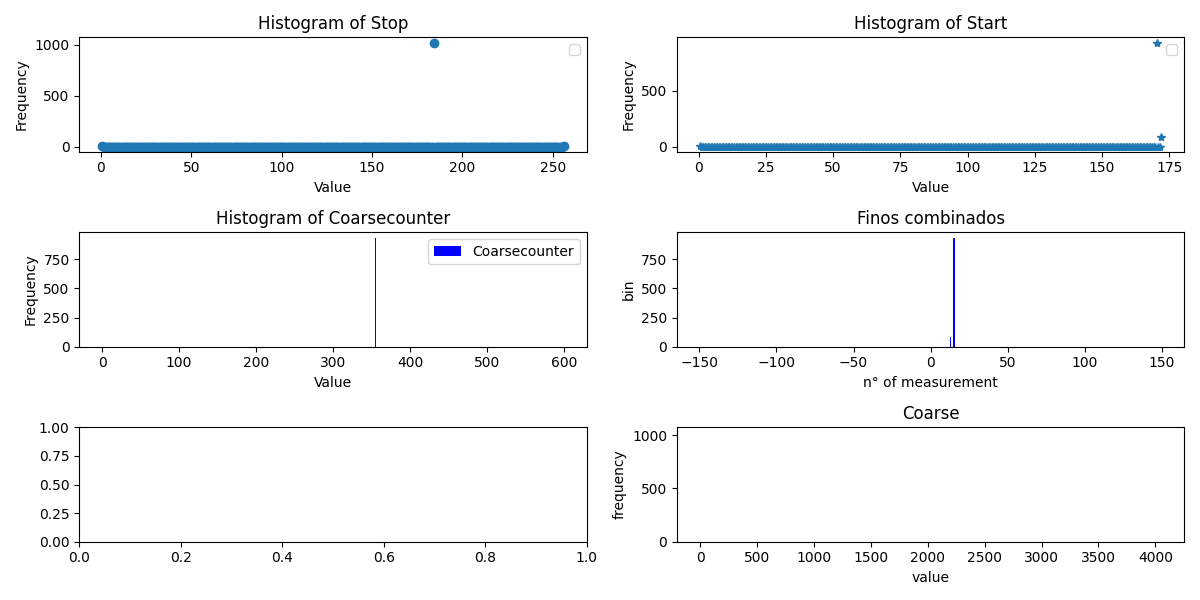 Histogram of Stop
Frequency
1000
500
0
0 50 100 150 200 250
Value
Histogram of Start
Frequency
500
0
0 25 50 75 100 125 150 175
Value
Histogram of Coarsecounter
Frequency
750
500
250
0
Coarsecounter
0 100 200 300 400 500 600
Value
Finos combinados
bin
750
500
250
0
−150 −100 −50 0 50 100 150
n° of measurement
1.00
0.75
0.50
0.25
0.00
0.0 0.2 0.4 0.6 0.8 1.0
Coarse
frequency
1000
500
0
0 500 1000 1500 2000 2500 3000 3500 4000
value